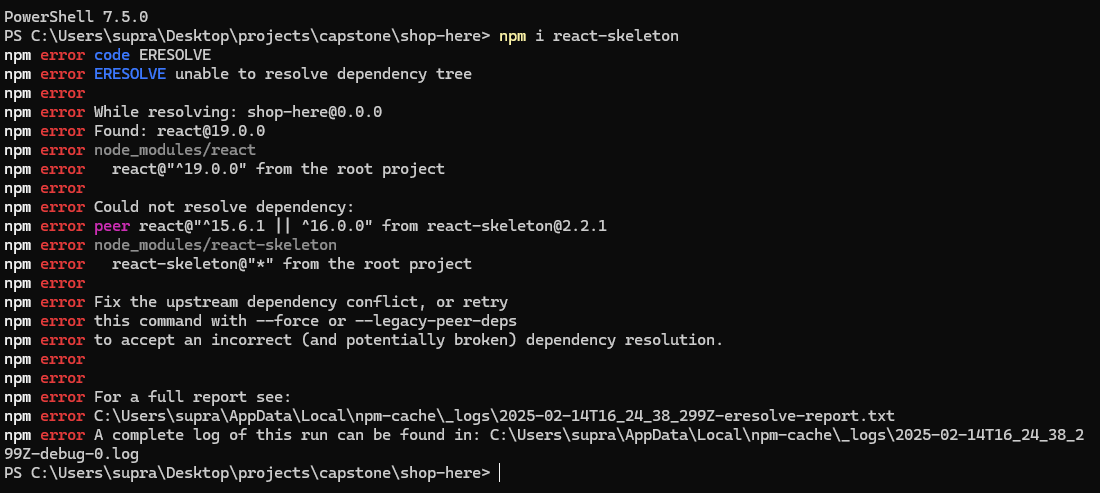 PowerShell 7.5.0
PS C:\Users\supra\Desktop\projects\capstone\shop-here> npm i react-skeleton
npm error code ERESOLVE
npm error ERESOLVE unable to resolve dependency tree
npm error
npm error While resolving: shop-here@0.0.0
npm error Found: react@19.0.0
npm error node_modules/react
npm error   react@"^19.0.0" from the root project
npm error
npm error Could not resolve dependency:
npm error peer react@"^15.6.1 || ^16.0.0" from react-skeleton@2.2.1
npm error node_modules/react-skeleton
npm error   react-skeleton@"*" from the root project
npm error
npm error Fix the upstream dependency conflict, or retry
npm error this command with --force or --legacy-peer-deps
npm error to accept an incorrect (and potentially broken) dependency resolution.
npm error
npm error
npm error For a full report see:
npm error C:\Users\supra\AppData\Local\npm-cache\_logs\2025-02-14T16_24_38_299Z-eresolve-report.txt
npm error A complete log of this run can be found in: C:\Users\supra\AppData\Local\npm-cache\_logs\2025-02-14T16_24_38_2
99Z-debug-0.log
PS C:\Users\supra\Desktop\projects\capstone\shop-here>